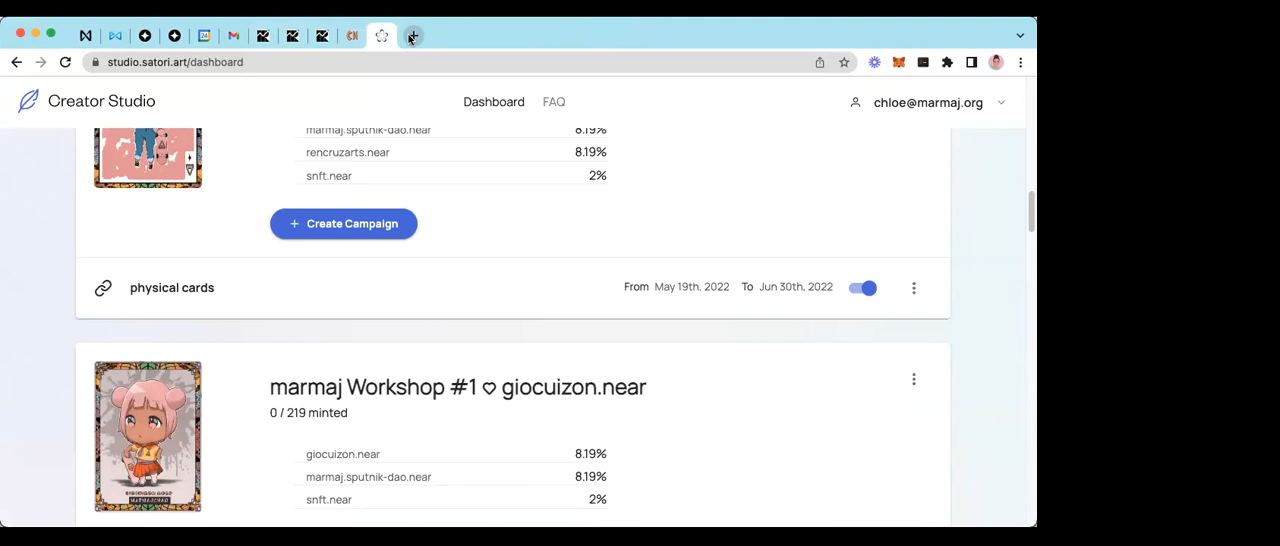 studio.satori.art/dashboard
Creator Studio
Dashboard
FAQ
chloe@marmaj.org
marmaj.sputnik-dao.near 8.19%
rencruzarts.near 8.19%
snft.near 2%
+ Create Campaign
physical cards
From May 19th, 2022 To Jun 30th, 2022
marmaj Workshop #1 ♡ giocuizon.near
0 / 219 minted
giocuizon.near 8.19%
marmaj.sputnik-dao.near 8.19%
snft.near 2%